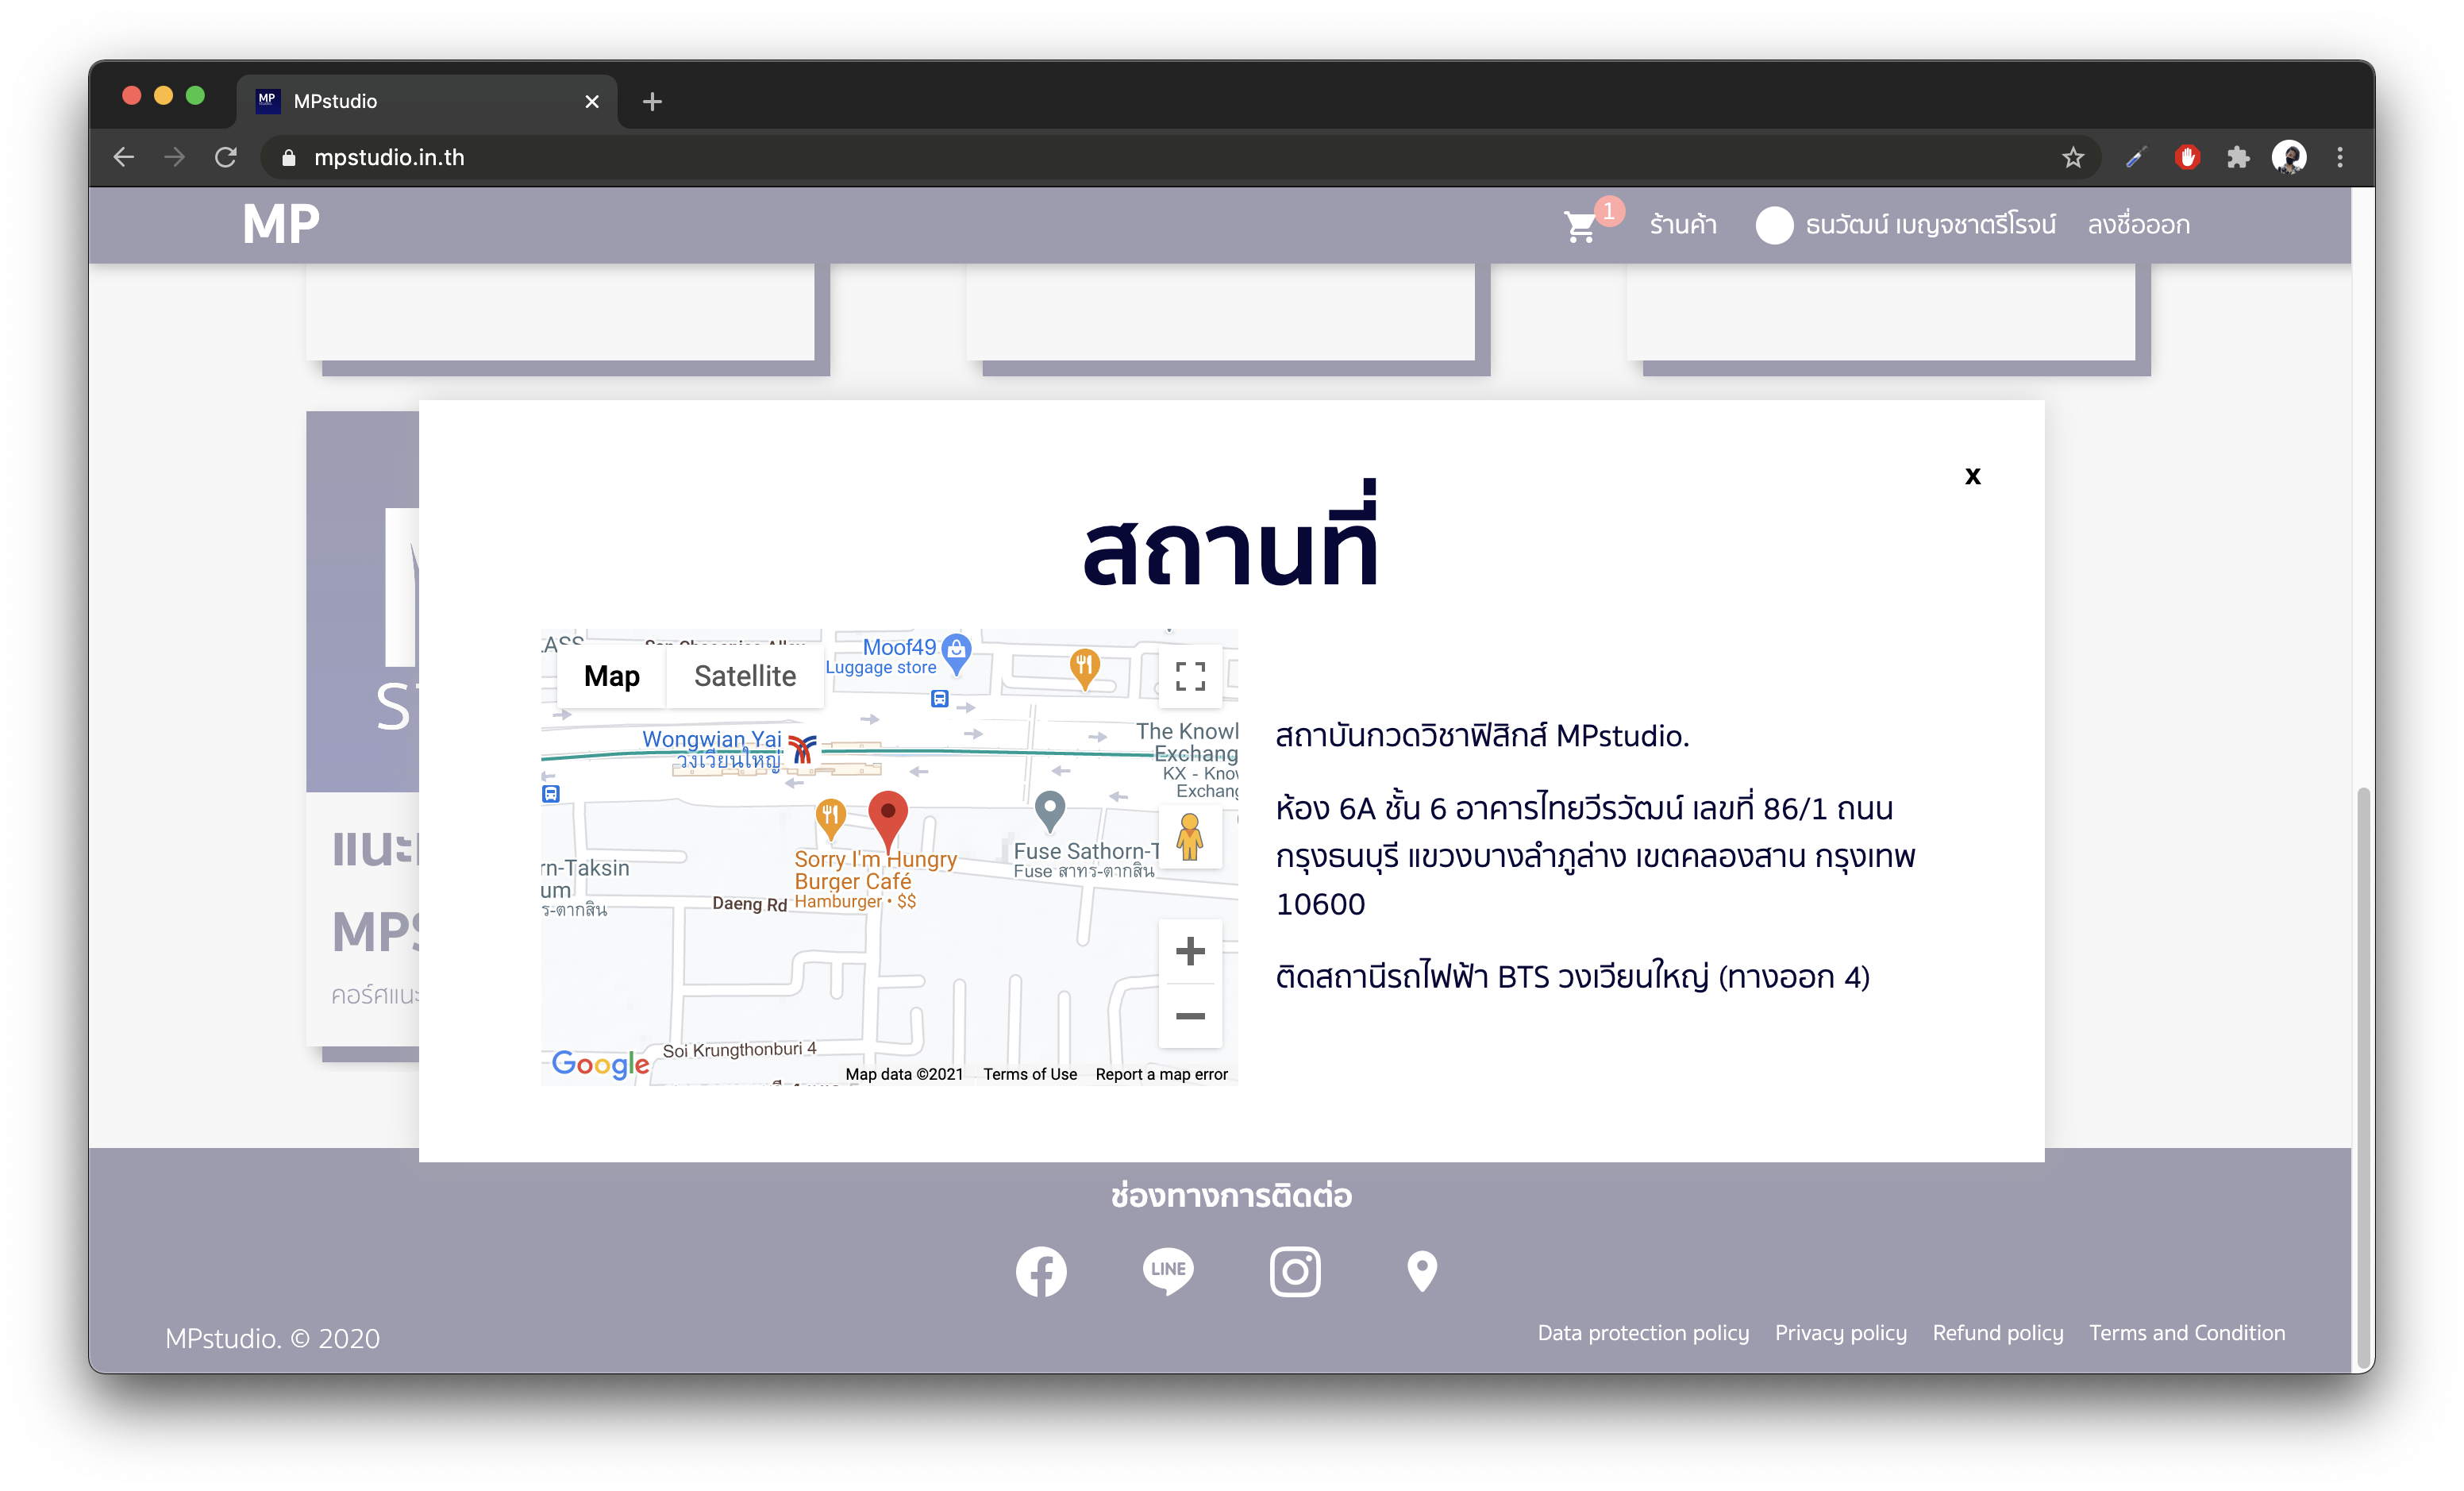 MP
MPstudio
mpstudio.in.th
MP
1
ร้านค้า
ธนวัฒน์ เบญจชาตรีโรจน์
ลงชื่อออก
x
สถานที่
Map
Satellite
Moof49
Luggage store
Wongwian Yai
วงเวียนใหญ่
The Knowl
Exchang
KX - Know
Exchang
Sorry I'm Hungry
Burger Café
Hamburger • $$
Fuse Sathorn-T
Fuse สาทร-ตากสิน
rn-Taksin
um
ร-ตากสิน
Daeng Rd
Soi Krungthonburi 4
Google
Map data ©2021
Terms of Use
Report a map error
สถาบันกวดวิชาฟิสิกส์ MPstudio.
ห้อง 6A ชั้น 6 อาคารไทยวีรวัฒน์ เลขที่ 86/1 ถนน
กรุงธนบุรี แขวงบางลำภูล่าง เขตคลองสาน กรุงเทพ
10600
ติดสถานีรถไฟฟ้า BTS วงเวียนใหญ่ (ทางออก 4)
แนะ
MPS
คอร์สแนะ
ช่องทางการติดต่อ
LINE
MPstudio. © 2020
Data protection policy
Privacy policy
Refund policy
Terms and Condition